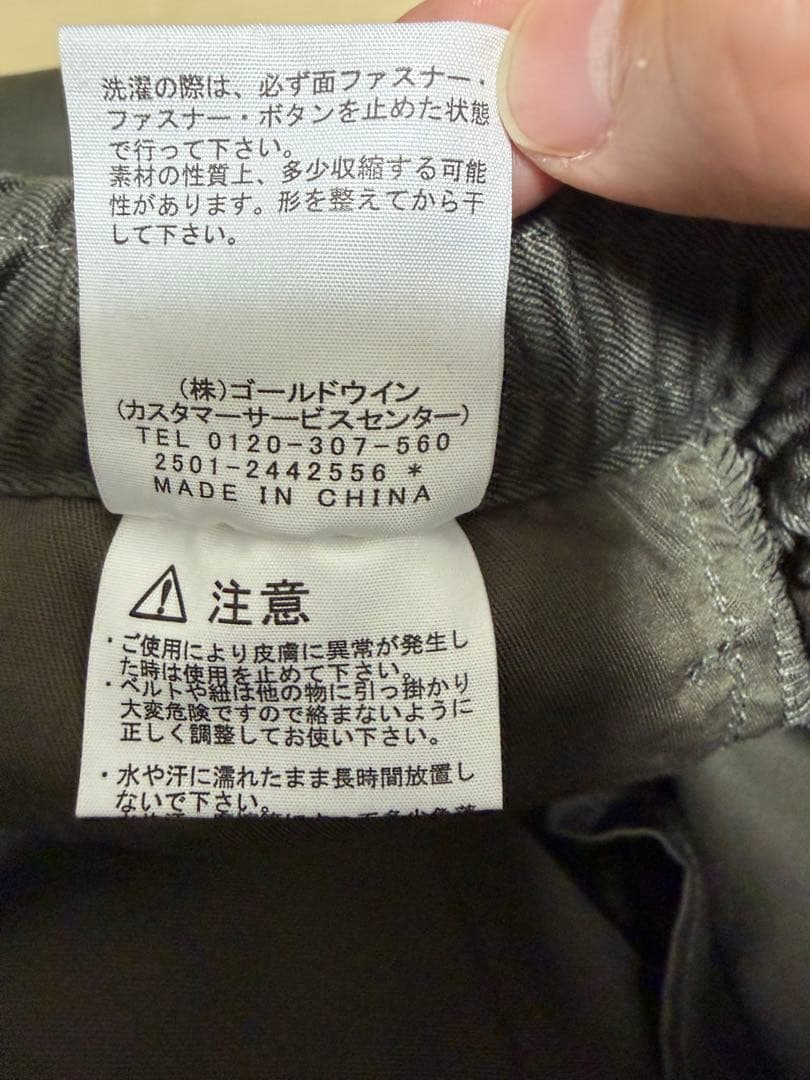 洗濯の際は、必ず面ファスナー・
ファスナー・ボタンを止めた状態
で行って下さい。
素材の性質上、多少収縮する可能
性があります。形を整えてから干
して下さい。
(株)ゴールドウイン
(カスタマーサービスセンター)
TEL 0120-307-560
2501-2442556 *
MADE IN CHINA
注意
・ご使用により皮膚に異常が発生し
た時は使用を止めて下さい。
・ベルトや紐は他の物に引っ掛かり
大変危険ですので絡まないように
正しく調整してお使い下さい。
・水や汗に濡れたまま長時間放置し
ないで下さい。